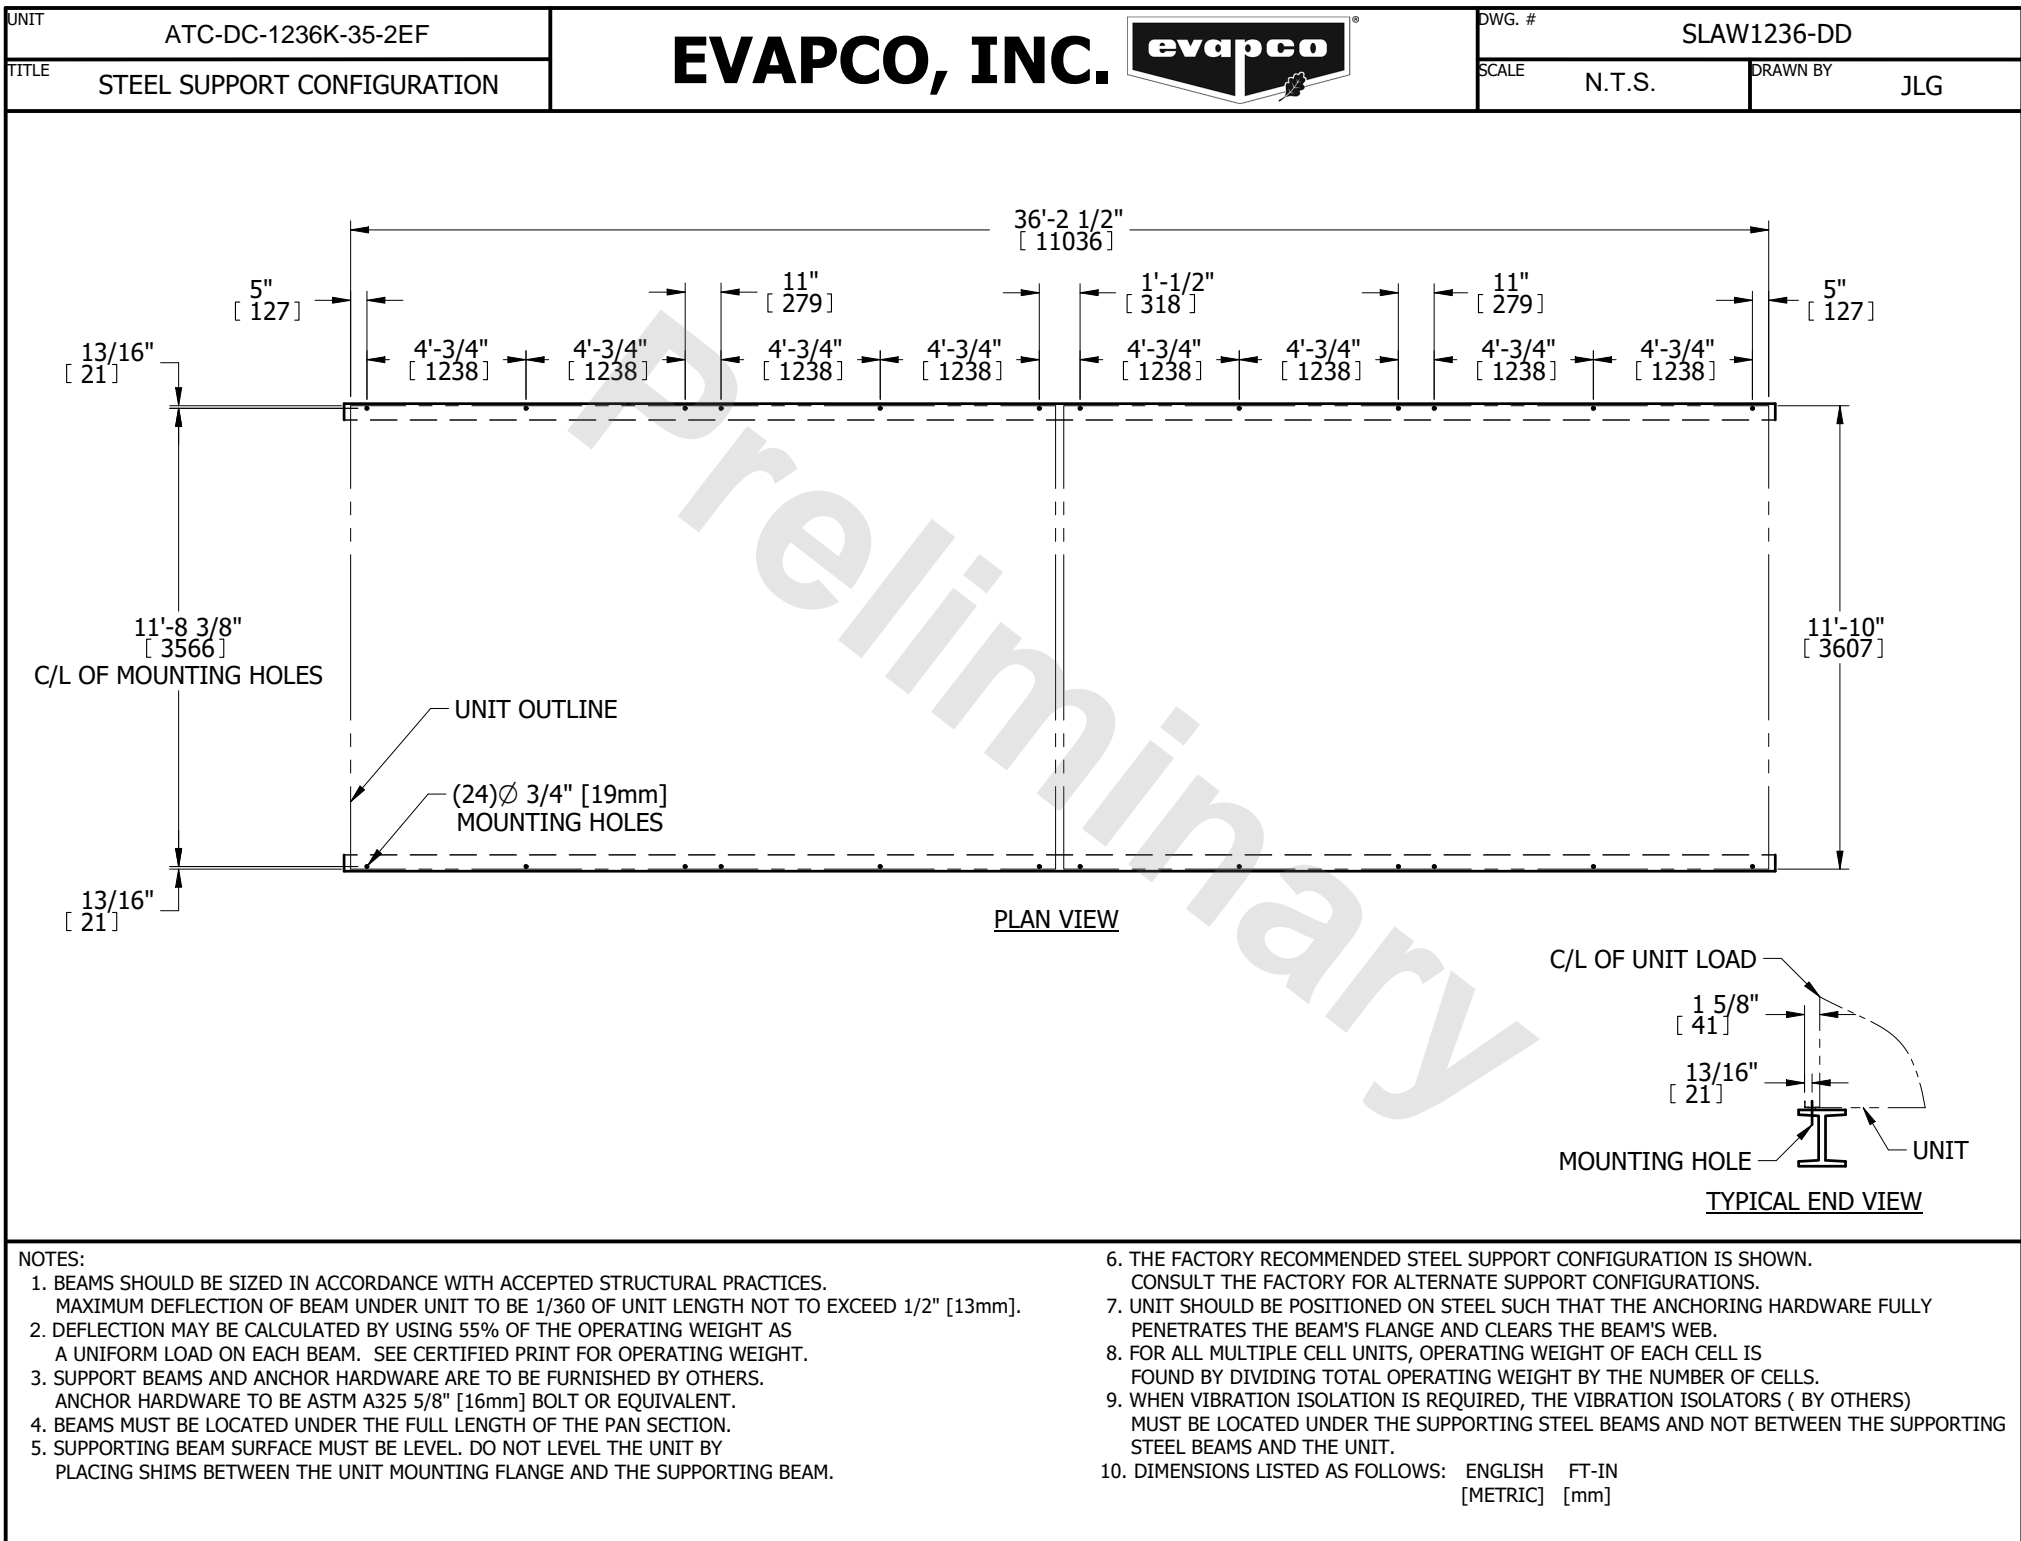 UNIT
ATC-DC-1236K-35-2EF
TITLE
STEEL SUPPORT CONFIGURATION
EVAPCO, INC.
evapco
®
DWG. #
SLAW1236-DD
SCALE
N.T.S.
DRAWN BY
JLG
36'-2 1/2"
[ 11036 ]
5"
[ 127 ]
11"
[ 279 ]
1'-1/2"
[ 318 ]
11"
[ 279 ]
5"
[ 127 ]
13/16"
[ 21 ]
4'-3/4"
[ 1238 ]
4'-3/4"
[ 1238 ]
4'-3/4"
[ 1238 ]
4'-3/4"
[ 1238 ]
4'-3/4"
[ 1238 ]
4'-3/4"
[ 1238 ]
4'-3/4"
[ 1238 ]
4'-3/4"
[ 1238 ]
11'-8 3/8"
[ 3566 ]
C/L OF MOUNTING HOLES
11'-10"
[ 3607 ]
UNIT OUTLINE
(24)∅ 3/4" [19mm]
MOUNTING HOLES
13/16"
[ 21 ]
PLAN VIEW
Preliminary
C/L OF UNIT LOAD
1 5/8"
[ 41 ]
13/16"
[ 21 ]
MOUNTING HOLE
UNIT
TYPICAL END VIEW
NOTES:
1. BEAMS SHOULD BE SIZED IN ACCORDANCE WITH ACCEPTED STRUCTURAL PRACTICES.
MAXIMUM DEFLECTION OF BEAM UNDER UNIT TO BE 1/360 OF UNIT LENGTH NOT TO EXCEED 1/2" [13mm].
2. DEFLECTION MAY BE CALCULATED BY USING 55% OF THE OPERATING WEIGHT AS
A UNIFORM LOAD ON EACH BEAM. SEE CERTIFIED PRINT FOR OPERATING WEIGHT.
3. SUPPORT BEAMS AND ANCHOR HARDWARE ARE TO BE FURNISHED BY OTHERS.
ANCHOR HARDWARE TO BE ASTM A325 5/8" [16mm] BOLT OR EQUIVALENT.
4. BEAMS MUST BE LOCATED UNDER THE FULL LENGTH OF THE PAN SECTION.
5. SUPPORTING BEAM SURFACE MUST BE LEVEL. DO NOT LEVEL THE UNIT BY
PLACING SHIMS BETWEEN THE UNIT MOUNTING FLANGE AND THE SUPPORTING BEAM.
6. THE FACTORY RECOMMENDED STEEL SUPPORT CONFIGURATION IS SHOWN.
CONSULT THE FACTORY FOR ALTERNATE SUPPORT CONFIGURATIONS.
7. UNIT SHOULD BE POSITIONED ON STEEL SUCH THAT THE ANCHORING HARDWARE FULLY
PENETRATES THE BEAM'S FLANGE AND CLEARS THE BEAM'S WEB.
8. FOR ALL MULTIPLE CELL UNITS, OPERATING WEIGHT OF EACH CELL IS
FOUND BY DIVIDING TOTAL OPERATING WEIGHT BY THE NUMBER OF CELLS.
9. WHEN VIBRATION ISOLATION IS REQUIRED, THE VIBRATION ISOLATORS ( BY OTHERS)
MUST BE LOCATED UNDER THE SUPPORTING STEEL BEAMS AND NOT BETWEEN THE SUPPORTING
STEEL BEAMS AND THE UNIT.
10. DIMENSIONS LISTED AS FOLLOWS: ENGLISH FT-IN
[METRIC] [mm]